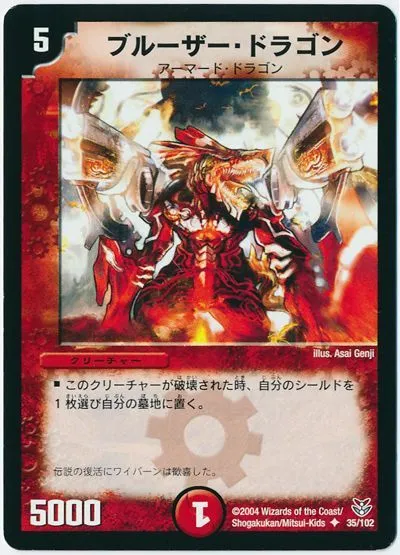 5
ブルーザー・ドラゴン
アーマード・ドラゴン
illus. Asai Genji
クリーチャー
■ このクリーチャーが破壊された時、自分のシールドを
1枚選び自分の墓地に置く。
伝説の復活にワイバーンは歓喜した。
5000
1
©2004 Wizards of the Coast/
Shogakukan/Mitsui-Kids ✦ 35/102